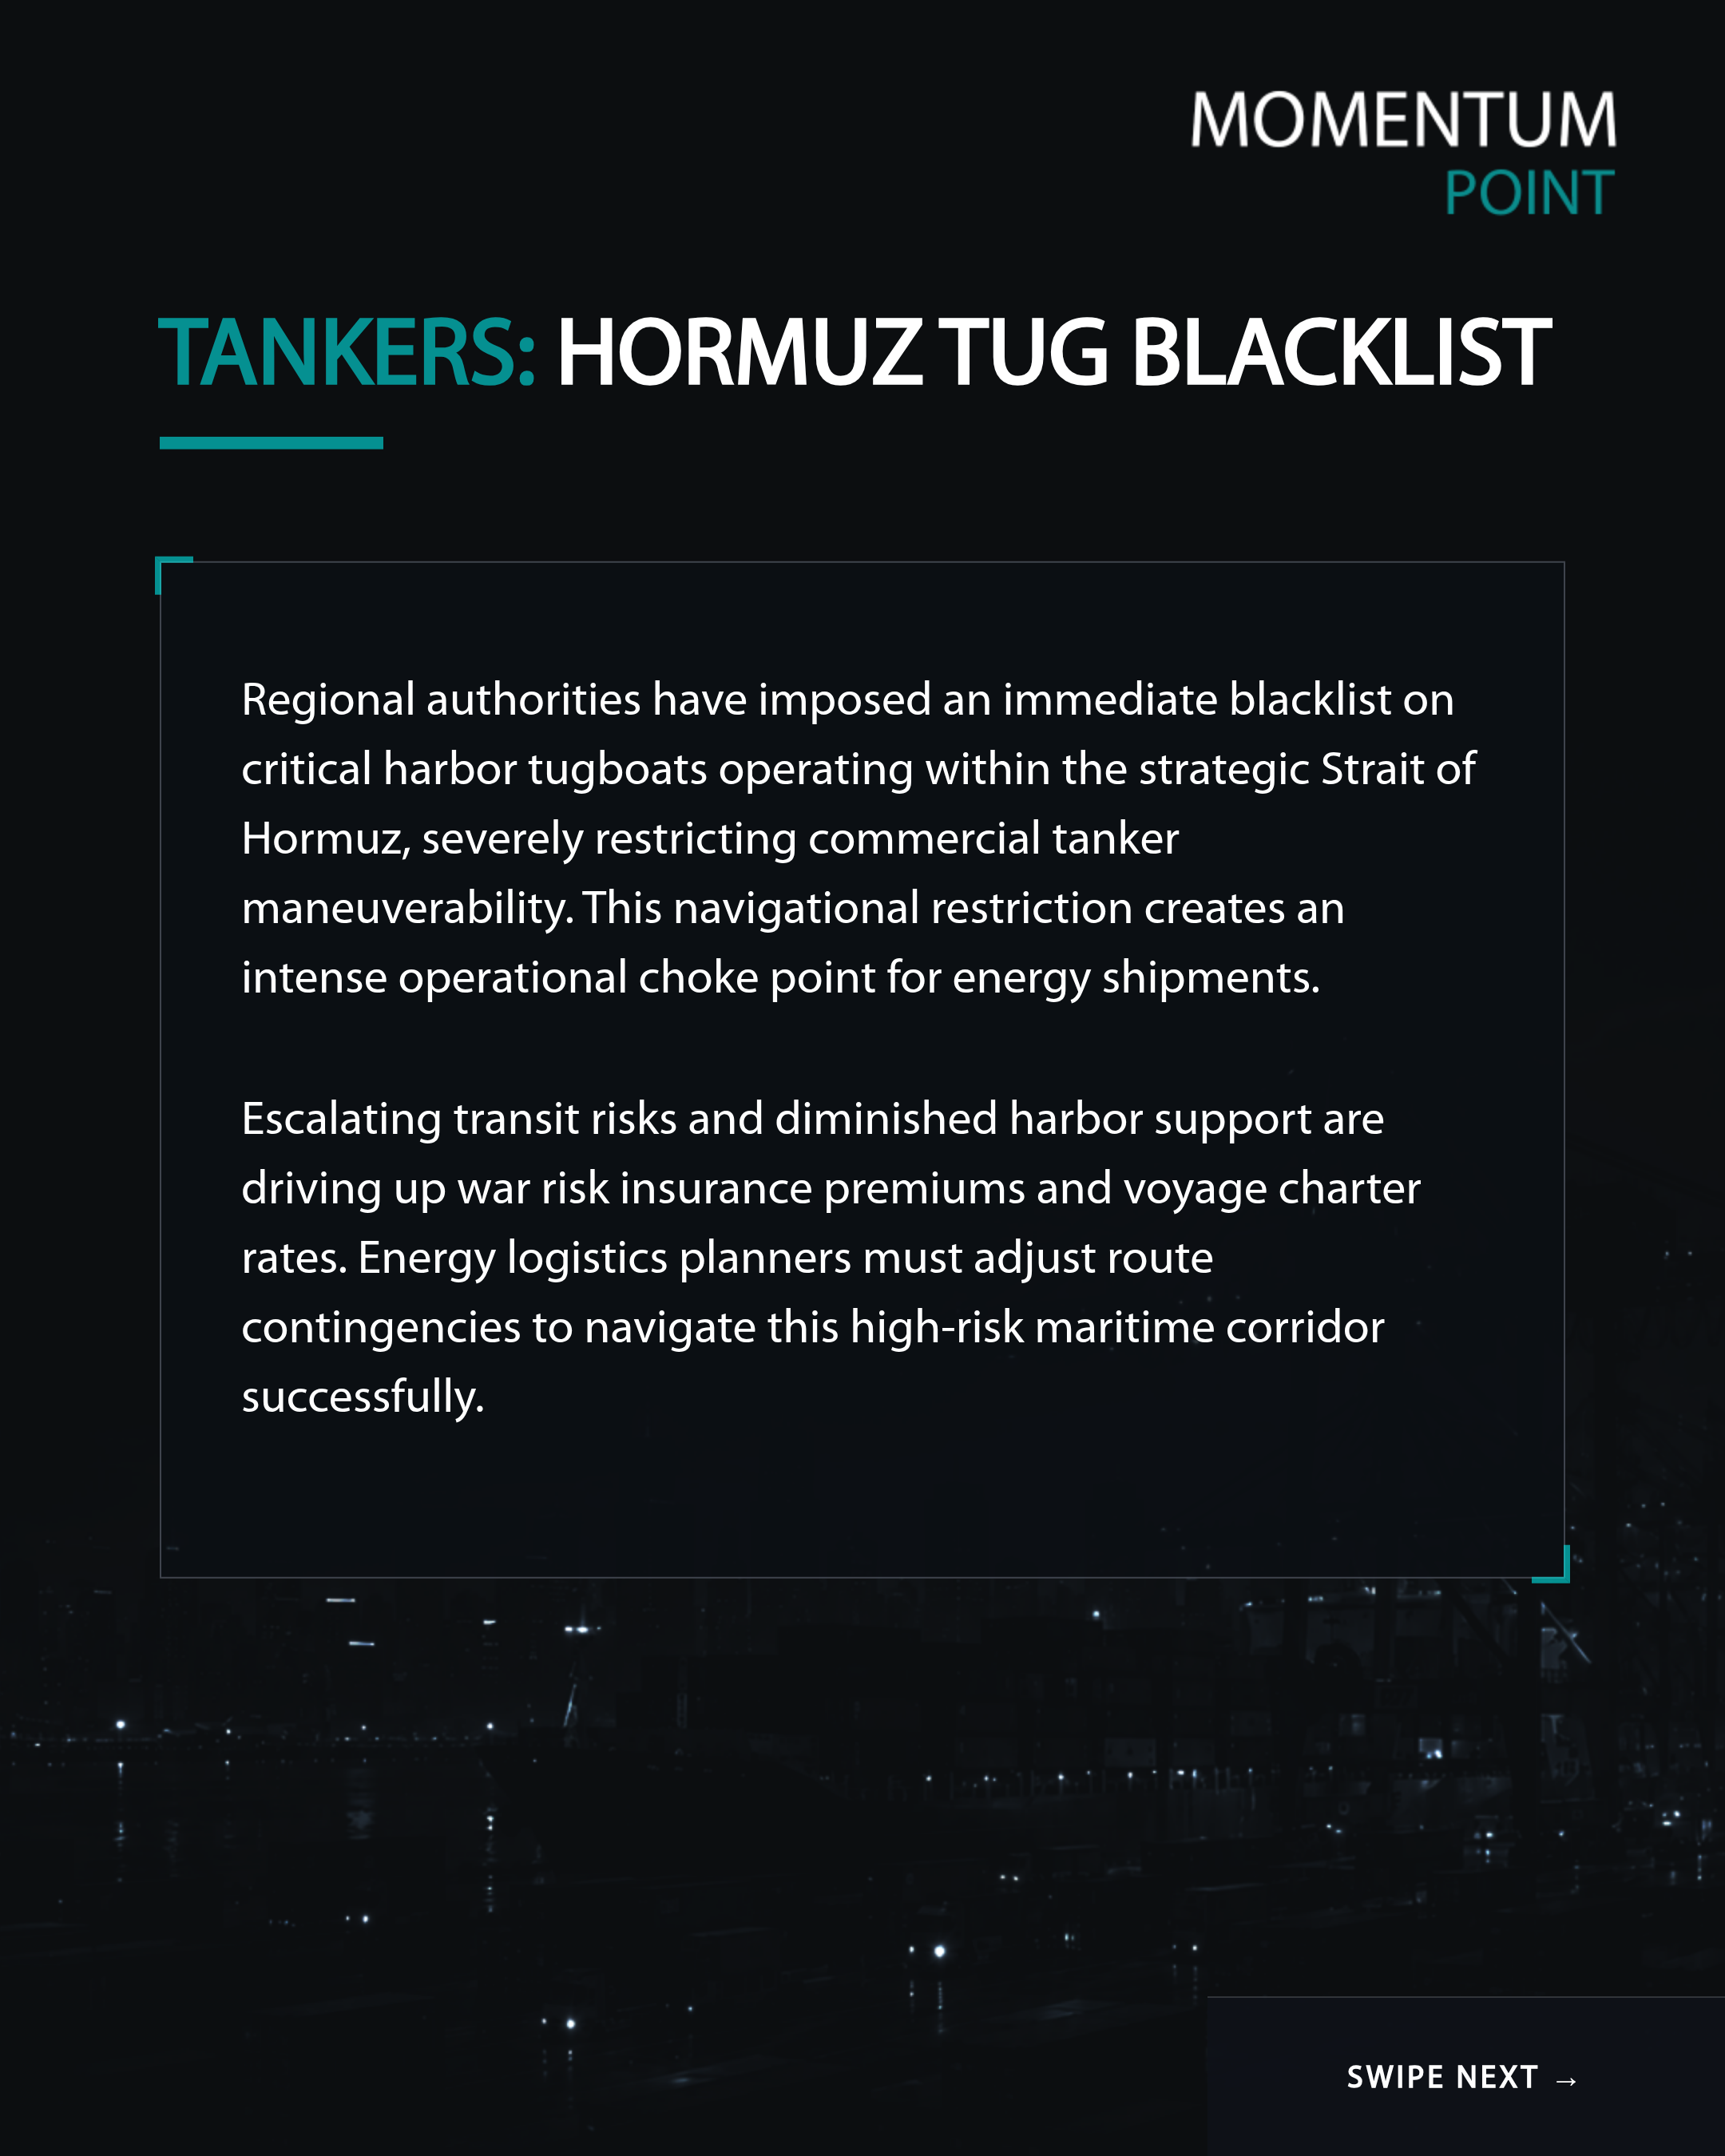 MOMENTUM
POINT
TANKERS: HORMUZ TUG BLACKLIST
Regional authorities have imposed an immediate blacklist on
critical harbor tugboats operating within the strategic Strait of
Hormuz, severely restricting commercial tanker
maneuverability. This navigational restriction creates an
intense operational choke point for energy shipments.
Escalating transit risks and diminished harbor support are
driving up war risk insurance premiums and voyage charter
rates. Energy logistics planners must adjust route
contingencies to navigate this high-risk maritime corridor
successfully.
SWIPE NEXT →